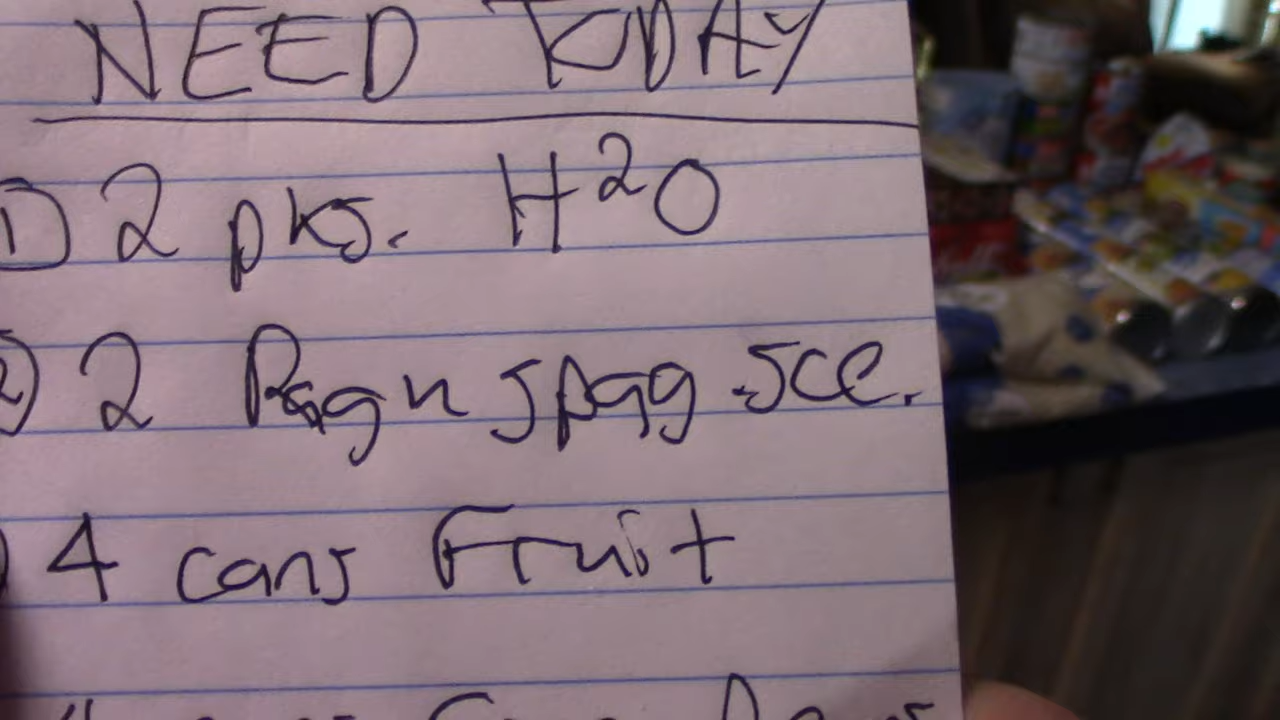 NEED TODAY
1) 2 pks. H²O
2) 2 Ragu spag sce.
) 4 cans Fruit